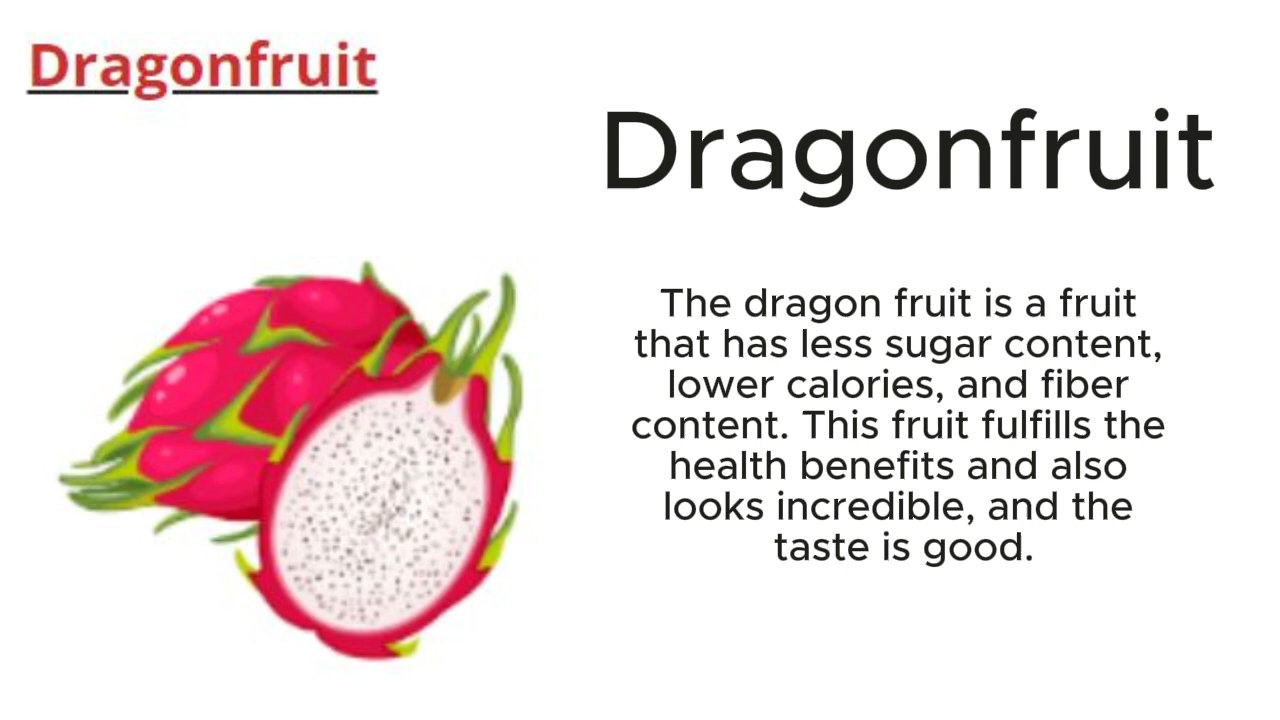 Dragonfruit
Dragonfruit
The dragon fruit is a fruit
that has less sugar content,
lower calories, and fiber
content. This fruit fulfills the
health benefits and also
looks incredible, and the
taste is good.